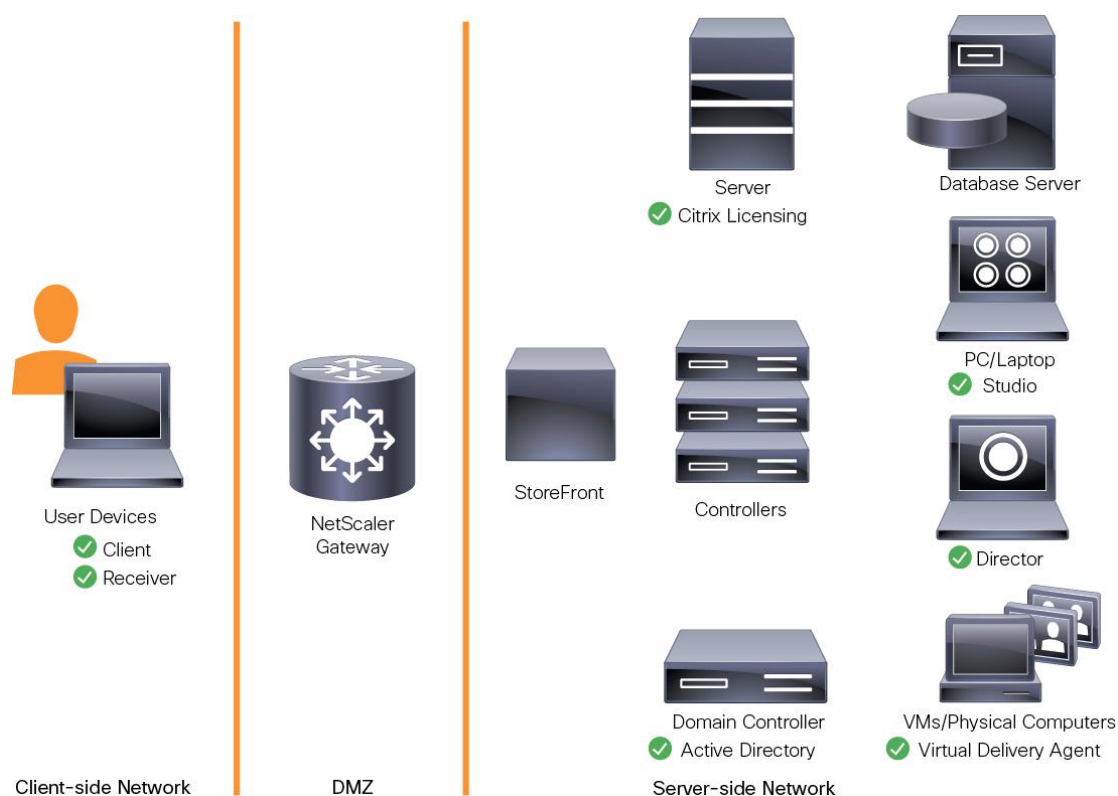 Server
Citrix Licensing
Database Server
PC/Laptop
Studio
User Devices
Client
Receiver
NetScaler
Gateway
StoreFront
Controllers
Director
Domain Controller
Active Directory
VMs/Physical Computers
Virtual Delivery Agent
Client-side Network
DMZ
Server-side Network